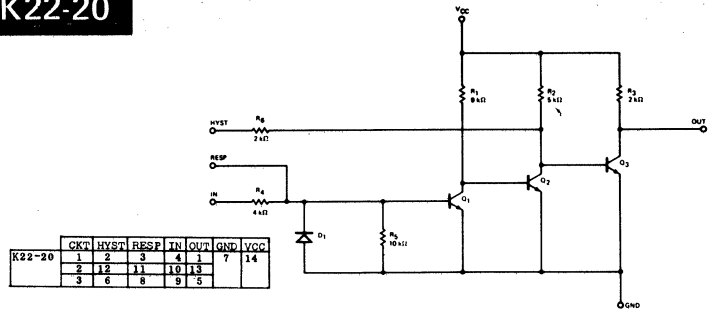 K22-20
VCC
R1
8 kΩ
R2
5 kΩ
R3
2 kΩ
HYST
R6
2 kΩ
OUT
RESP
Q3
Q2
IN
R4
4 kΩ
Q1
D1
R5
10 kΩ
CKT HYST RESP IN OUT GND VCC
K22-20 1 2 3 4 1 7 14
2 12 11 10 13
3 6 8 9 5
GND